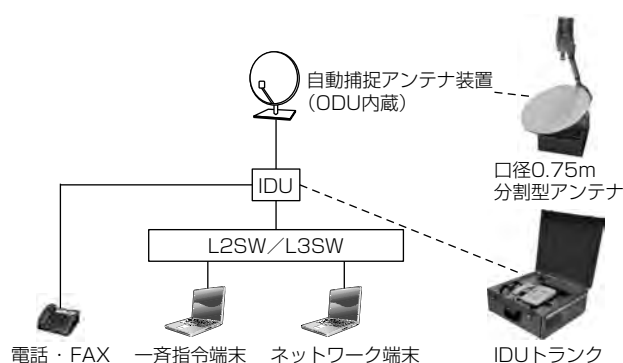 自動捕捉アンテナ装置
（ODU内蔵）
口径0.75m
分割型アンテナ
IDU
L2SW／L3SW
電話・FAX
一斉指令端末
ネットワーク端末
IDUトランク